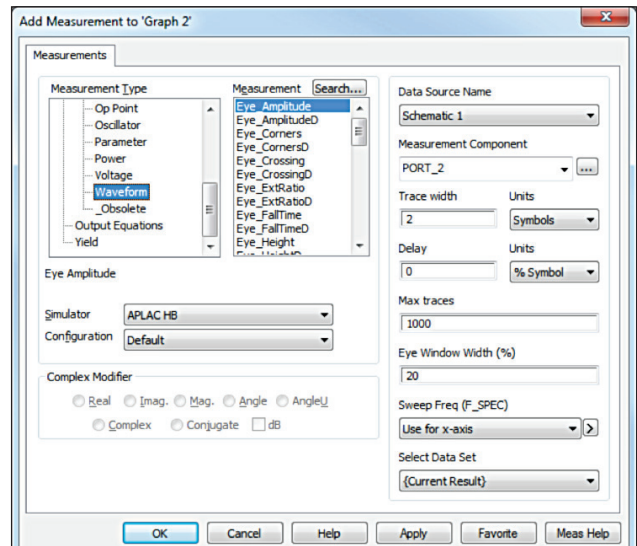 Add Measurement to 'Graph 2'
Measurements
Measurement Type
Op Point
Oscillator
Parameter
Power
Voltage
Waveform
_Obsolete
Output Equations
Yield
Measurement Search...
Eye_Amplitude
Eye_AmplitudeD
Eye_Corners
Eye_CornersD
Eye_Crossing
Eye_CrossingD
Eye_ExtRatio
Eye_ExtRatioD
Eye_FallTime
Eye_FallTimeD
Eye_Height
Eye_HeightD
Eye Amplitude
Simulator APLAC HB
Configuration Default
Complex Modifier
Real Imag. Mag. Angle AngleU
Complex Conjugate dB
Data Source Name
Schematic 1
Measurement Component
PORT_2 ...
Trace width Units
2 Symbols
Delay Units
0 % Symbol
Max traces
1000
Eye Window Width (%)
20
Sweep Freq (F_SPEC)
Use for x-axis >
Select Data Set
{Current Result}
OK Cancel Help Apply Favorite Meas Help